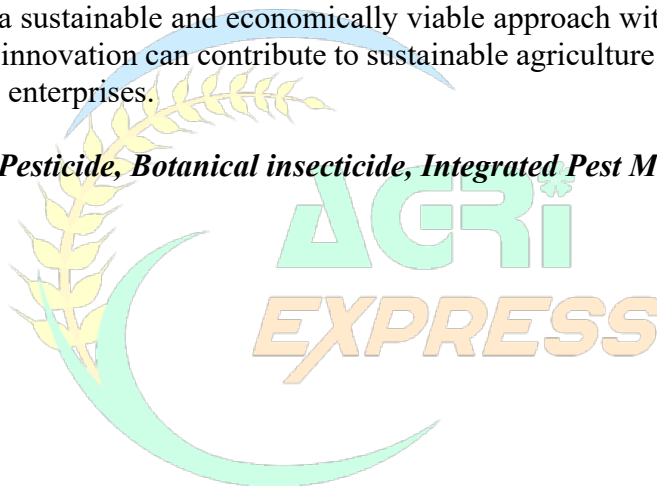 a sustainable and economically viable approach wit
innovation can contribute to sustainable agriculture
enterprises.
Pesticide, Botanical insecticide, Integrated Pest M
AGRi
EXPRESS